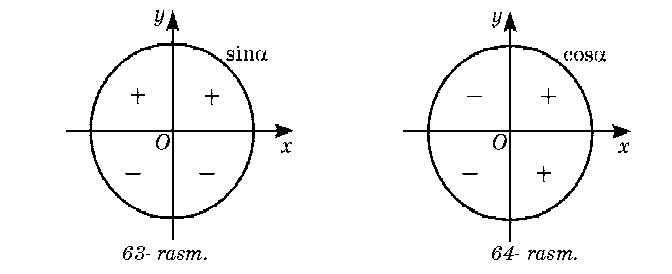 y
sinα
+ +
O
x
− −
63- rasm.
y
cosα
− +
O
x
− +
64- rasm.